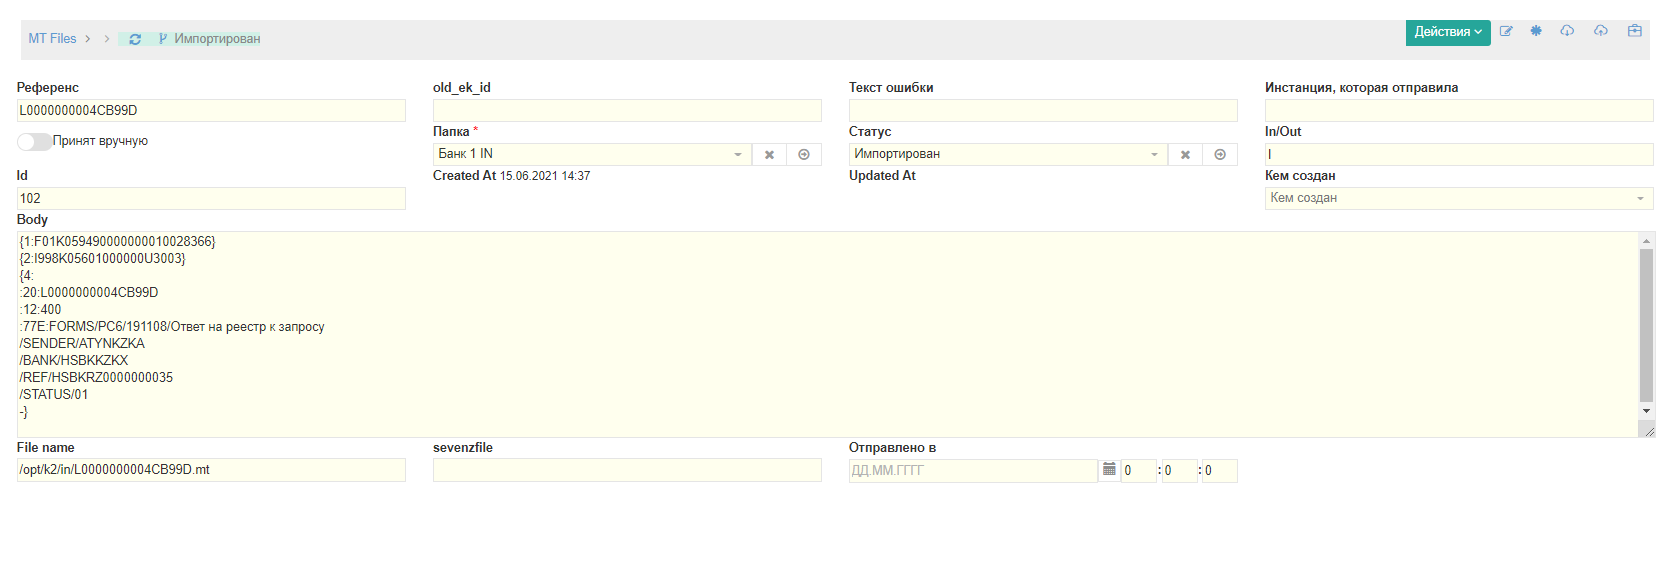 MT Files > > Импортирован
Действия
Референс old_ek_id Текст ошибки Инстанция, которая отправила
L0000000004CB99D
Принят вручную Папка * Статус In/Out
Банк 1 IN Импортирован I
Id Created At 15.06.2021 14:37 Updated At Кем создан
102 Кем создан
Body
{1:F01K059490000000010028366}
{2:I998K05601000000U3003}
{4:
:20:L0000000004CB99D
:12:400
:77E:FORMS/PC6/191108/Ответ на реестр к запросу
/SENDER/ATYNKZKA
/BANK/HSBKKZKX
/REF/HSBKRZ0000000035
/STATUS/01
-}
File name sevenzfile Отправлено в
/opt/k2/in/L0000000004CB99D.mt ДД.ММ.ГГГГ 0 : 0 : 0